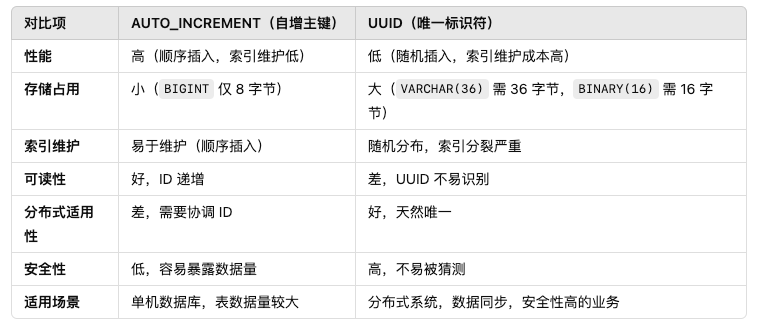 对比项 AUTO_INCREMENT（自增主键） UUID（唯一标识符）
性能 高（顺序插入，索引维护低） 低（随机插入，索引维护成本高）
存储占用 小（ BIGINT 仅 8 字节） 大（ VARCHAR(36) 需 36 字节， BINARY(16) 需 16 字
节）
索引维护 易于维护（顺序插入） 随机分布，索引分裂严重
可读性 好，ID 递增 差，UUID 不易识别
分布式适用 差，需要协调 ID 好，天然唯一
性
安全性 低，容易暴露数据量 高，不易被猜测
适用场景 单机数据库，表数据量较大 分布式系统，数据同步，安全性高的业务